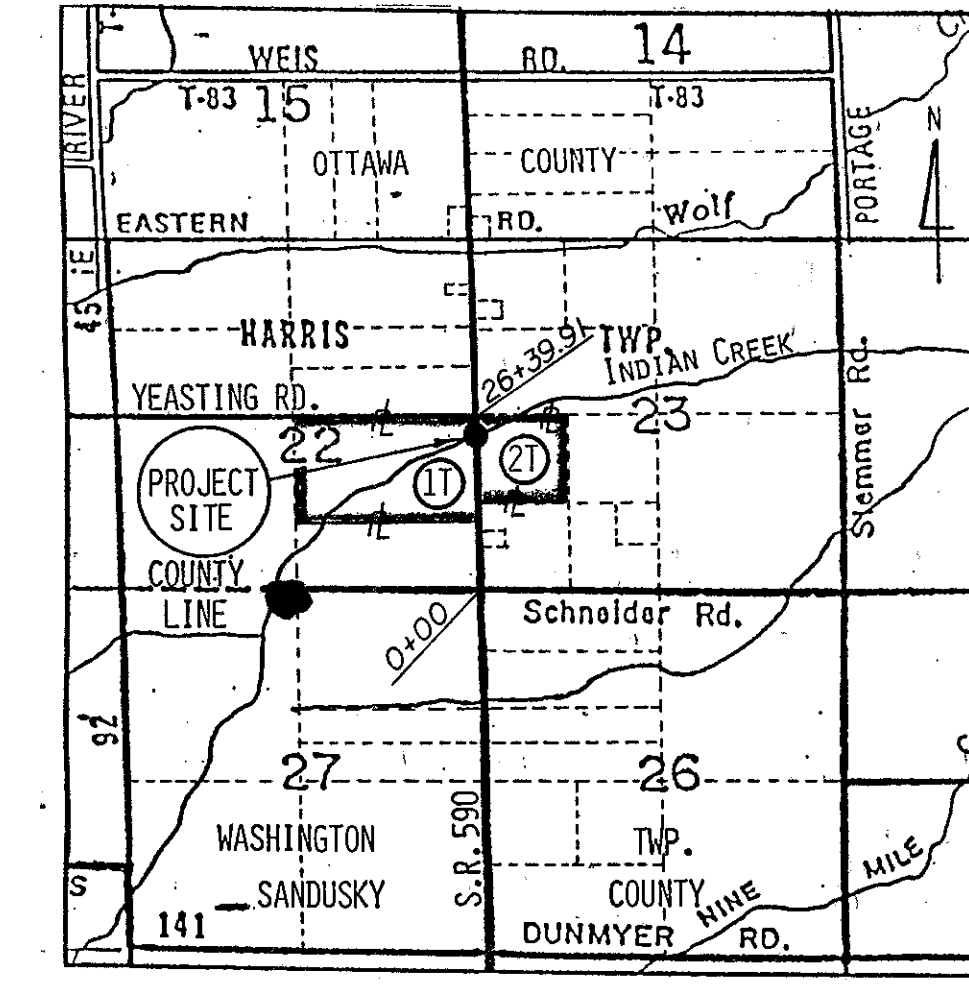 WEIS RD. 14
T-83 15 T-83
RIVER
OTTAWA COUNTY
PORTAGE
N
EASTERN RD. Wolf
45
HARRIS TWP.
26+39.91
INDIAN CREEK
YEASTING RD.
22 23
PROJECT
SITE
1T 2T
Stemmer Rd.
COUNTY
LINE
Schneider Rd.
0+00
92
27 26
S.R. 590
WASHINGTON TWP.
SANDUSKY COUNTY
S
141
NINE MILE
DUNMYER RD.